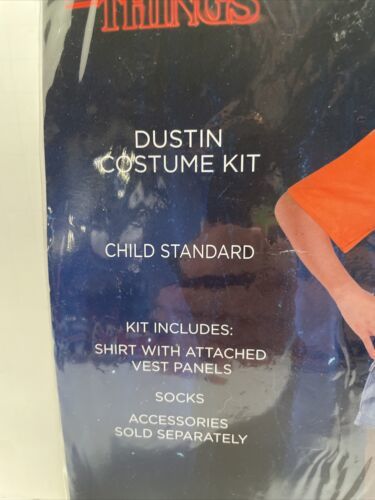 THINGS
DUSTIN
COSTUME KIT
CHILD STANDARD
KIT INCLUDES:
SHIRT WITH ATTACHED
VEST PANELS
SOCKS
ACCESSORIES
SOLD SEPARATELY